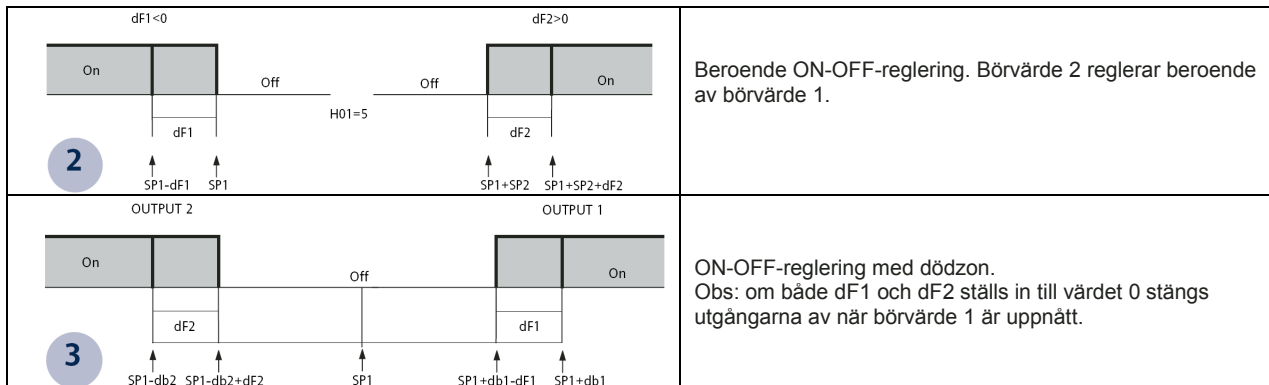 dF1<0
dF2>0
On
Off
Off
On
H01=5
dF1
dF2
2
SP1-dF1
SP1
SP1+SP2
SP1+SP2+dF2
Beroende ON-OFF-reglering. Börvärde 2 reglerar beroende
av börvärde 1.
OUTPUT 2
OUTPUT 1
On
Off
On
dF2
dF1
3
SP1-db2
SP1-db2+dF2
SP1
SP1+db1-dF1
SP1+db1
ON-OFF-reglering med dödzon.
Obs: om både dF1 och dF2 ställs in till värdet 0 stängs
utgångarna av när börvärde 1 är uppnått.